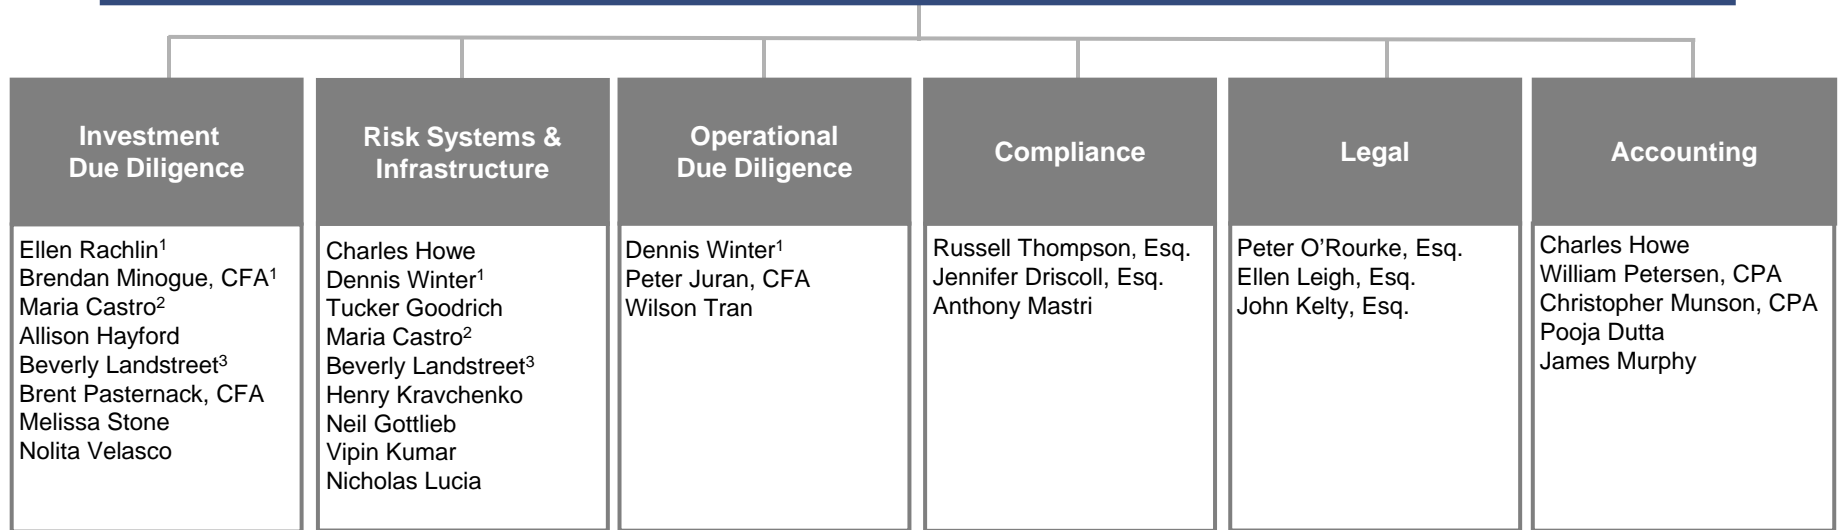 Investment
Due Diligence
Ellen Rachlin¹
Brendan Minogue, CFA¹
Maria Castro²
Allison Hayford
Beverly Landstreet³
Brent Pasternack, CFA
Melissa Stone
Nolita Velasco
Risk Systems &
Infrastructure
Charles Howe
Dennis Winter¹
Tucker Goodrich
Maria Castro²
Beverly Landstreet³
Henry Kravchenko
Neil Gottlieb
Vipin Kumar
Nicholas Lucia
Operational
Due Diligence
Dennis Winter¹
Peter Juran, CFA
Wilson Tran
Compliance
Russell Thompson, Esq.
Jennifer Driscoll, Esq.
Anthony Mastri
Legal
Peter O’Rourke, Esq.
Ellen Leigh, Esq.
John Kelty, Esq.
Accounting
Charles Howe
William Petersen, CPA
Christopher Munson, CPA
Pooja Dutta
James Murphy